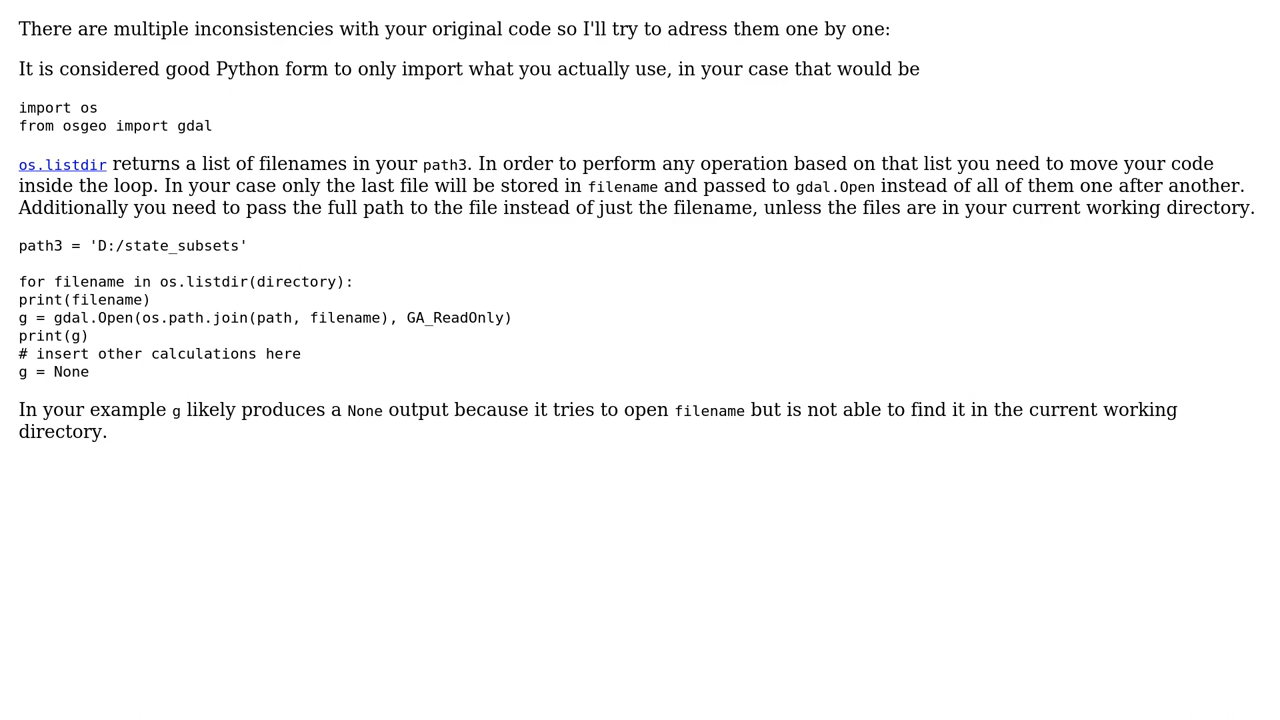 There are multiple inconsistencies with your original code so I'll try to adress them one by one:
It is considered good Python form to only import what you actually use, in your case that would be
import os
from osgeo import gdal
os.listdir returns a list of filenames in your path3. In order to perform any operation based on that list you need to move your code
inside the loop. In your case only the last file will be stored in filename and passed to gdal.Open instead of all of them one after another.
Additionally you need to pass the full path to the file instead of just the filename, unless the files are in your current working directory.
path3 = 'D:/state_subsets'
for filename in os.listdir(directory):
print(filename)
g = gdal.Open(os.path.join(path, filename), GA_ReadOnly)
print(g)
# insert other calculations here
g = None
In your example g likely produces a None output because it tries to open filename but is not able to find it in the current working
directory.